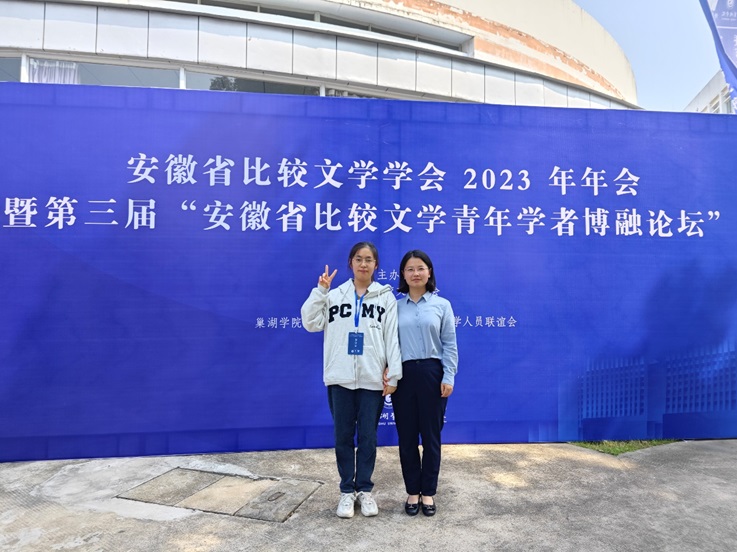 安徽省比较文学学会 2023 年年会
暨第三届“安徽省比较文学青年学者博融论坛”
主办
巢湖学院
学人员联谊会
PCMY